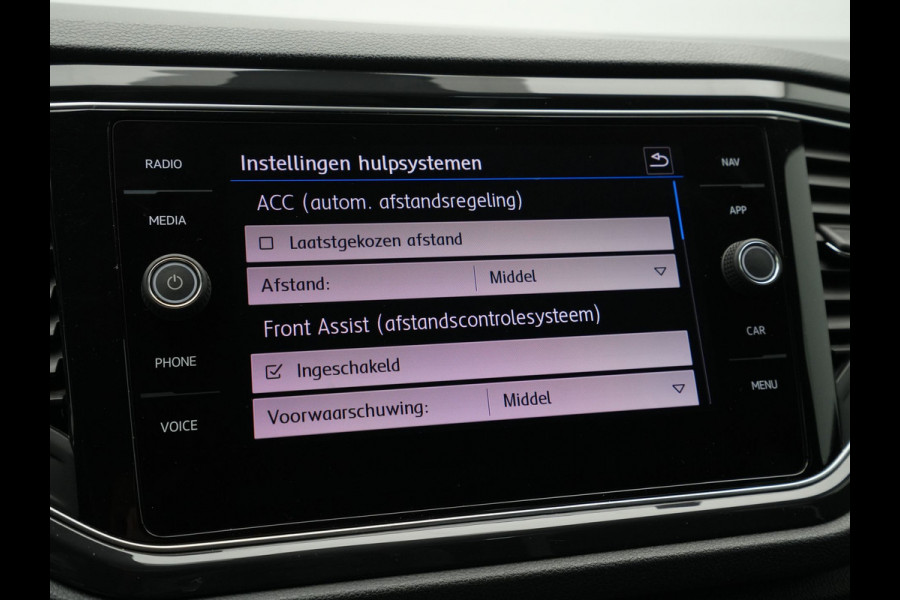 RADIO
MEDIA
PHONE
VOICE
Instellingen hulpsystemen
ACC (autom. afstandsregeling)
Laatstgekozen afstand
Afstand: Middel
Front Assist (afstandscontrolesysteem)
Ingeschakeld
Voorwaarschuwing: Middel
NAV
APP
CAR
MENU